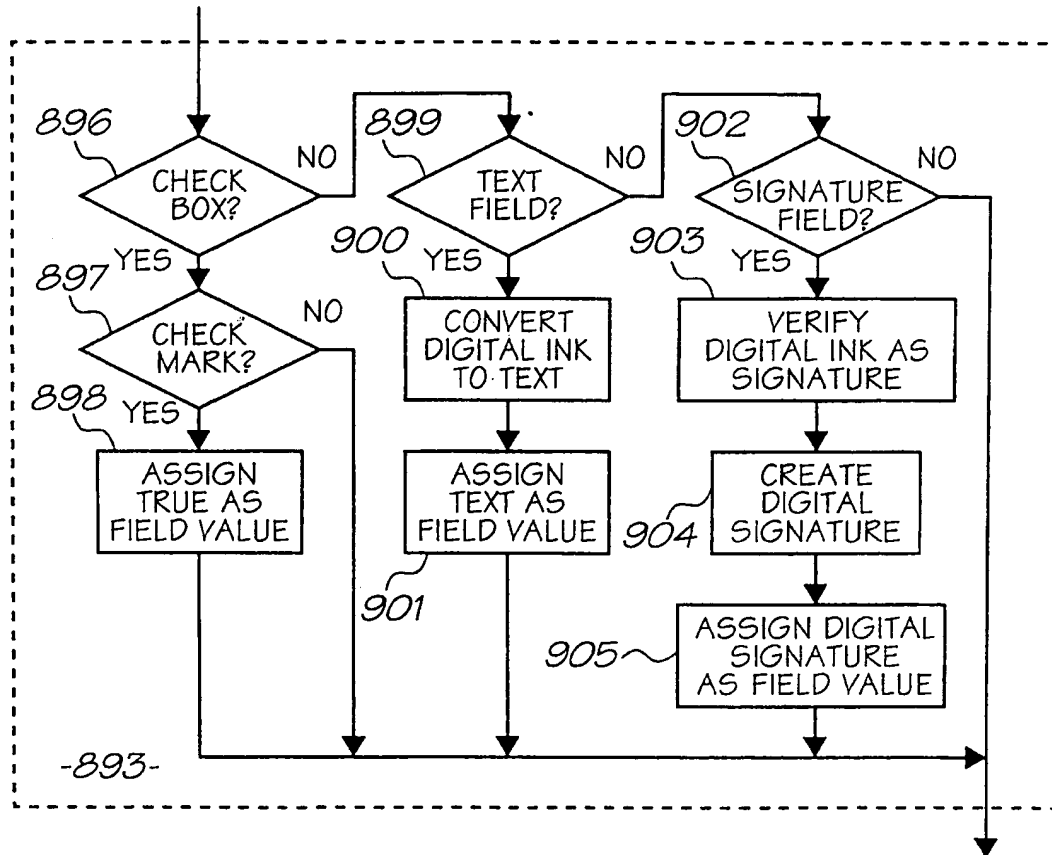 896
CHECK
BOX?
NO
YES
897
CHECK
MARK?
NO
YES
898
ASSIGN
TRUE AS
FIELD VALUE
899
TEXT
FIELD?
NO
YES
900
CONVERT
DIGITAL INK
TO TEXT
ASSIGN
TEXT AS
FIELD VALUE
901
902
SIGNATURE
FIELD?
NO
YES
903
VERIFY
DIGITAL INK AS
SIGNATURE
CREATE
DIGITAL
SIGNATURE
904
ASSIGN DIGITAL
SIGNATURE
AS FIELD VALUE
905
-893-